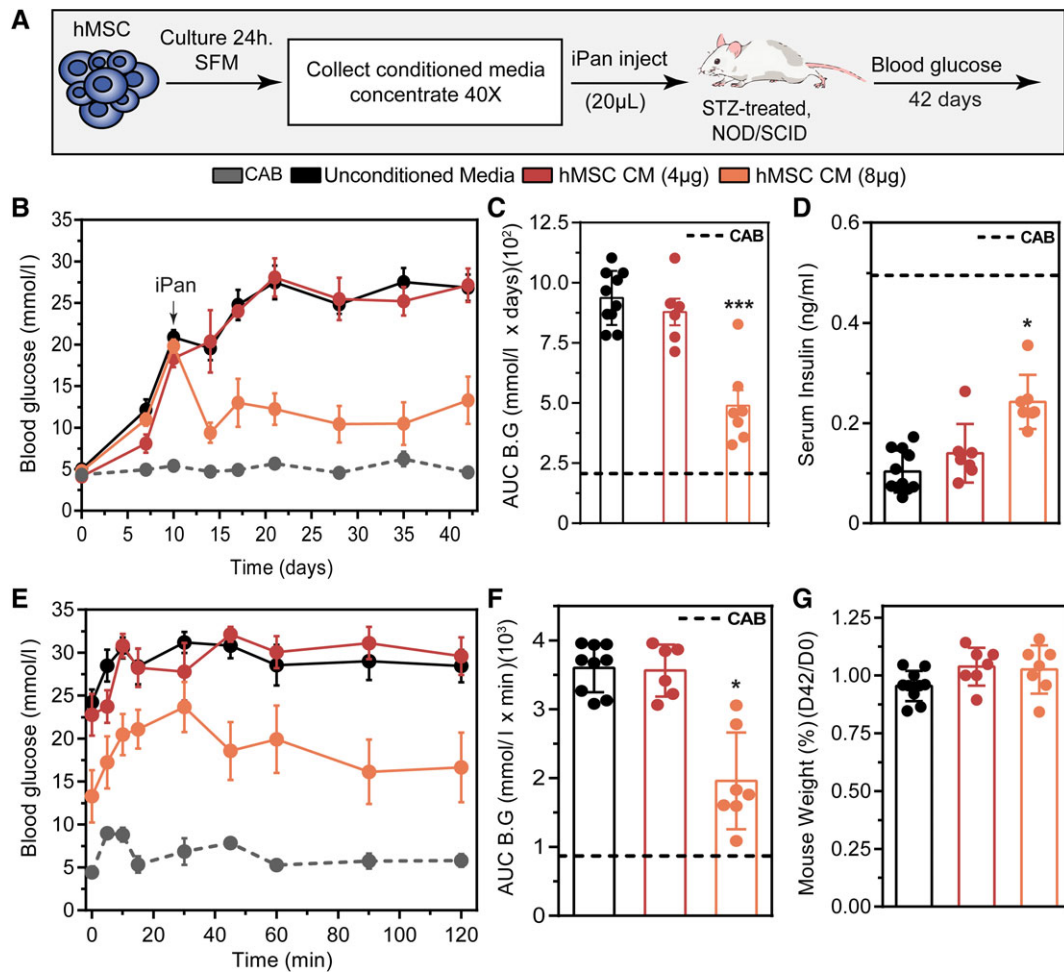 A
hMSC
Culture 24h.
SFM
Collect conditioned media
concentrate 40X
iPan inject
(20µL)
STZ-treated,
NOD/SCID
Blood glucose
42 days
CAB Unconditioned Media hMSC CM (4µg) hMSC CM (8µg)
B
Blood glucose (mmol/l)
35
30
25
20
15
10
5
0
iPan
0 5 10 15 20 25 30 35 40
Time (days)
C
AUC B.G (mmol/l x days)(10²)
12.5
10.0
7.5
5.0
2.5
0
CAB
***
D
Serum Insulin (ng/ml)
0.6
0.4
0.2
0
CAB
*
E
Blood glucose (mmol/l)
35
30
25
20
15
10
5
0
0 20 40 60 80 100 120
Time (min)
F
AUC B.G (mmol/l x min)(10³)
4
3
2
1
0
CAB
*
G
Mouse Weight (%) (D42/D0)
1.25
1.00
0.75
0.50
0.25
0.00